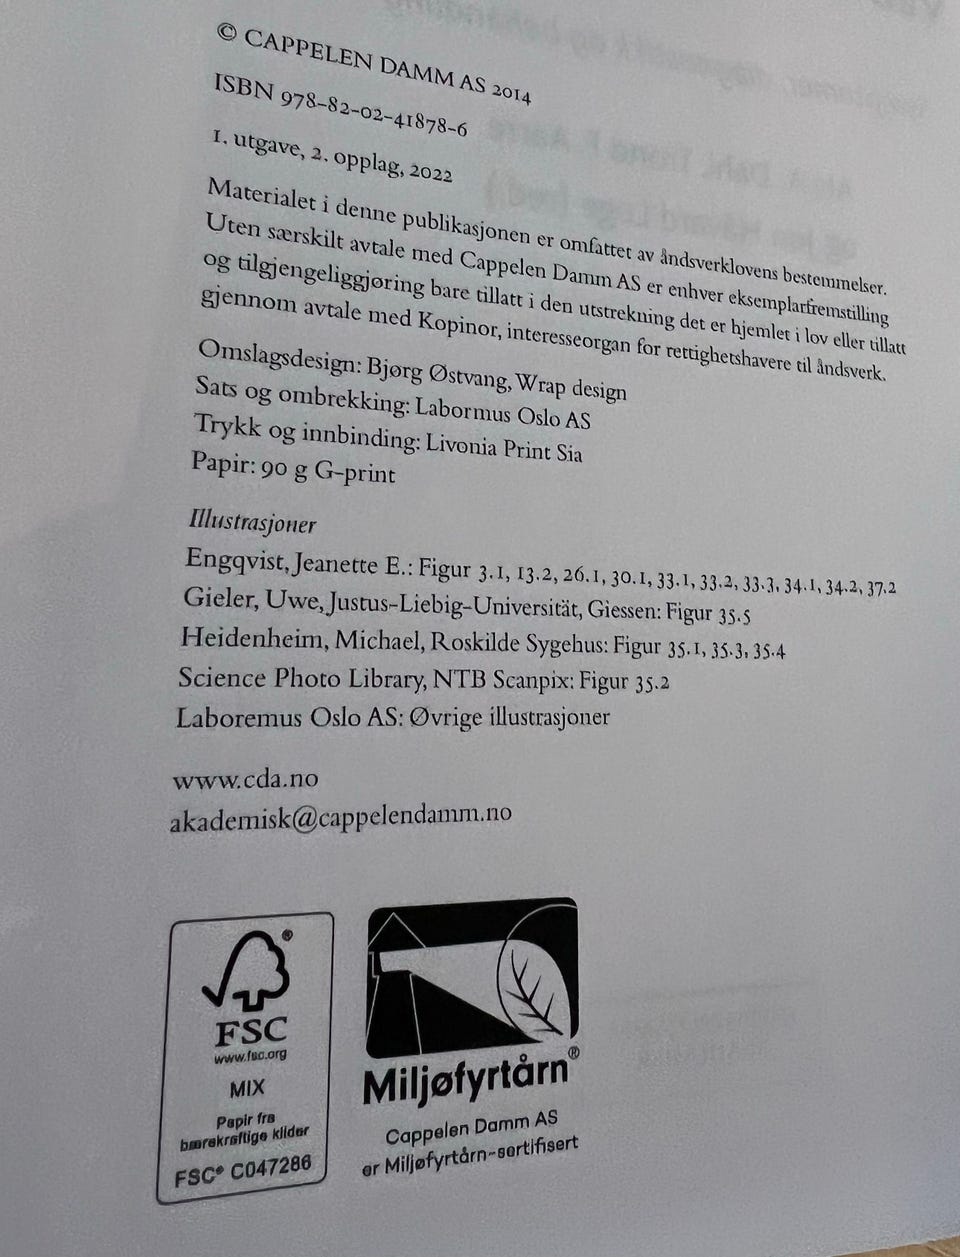 © CAPPELEN DAMM AS 2014
ISBN 978-82-02-41878-6
1. utgave, 2. opplag, 2022
Materialet i denne publikasjonen er omfattet av åndsverklovens bestemmelser.
Uten særskilt avtale med Cappelen Damm AS er enhver eksemplarfremstilling
og tilgjengeliggjøring bare tillatt i den utstrekning det er hjemlet i lov eller tillatt
gjennom avtale med Kopinor, interesseorgan for rettighetshavere til åndsverk.
Omslagsdesign: Bjørg Østvang, Wrap design
Sats og ombrekking: Labormus Oslo AS
Trykk og innbinding: Livonia Print Sia
Papir: 90 g G-print
Illustrasjoner
Engqvist, Jeanette E.: Figur 3.1, 13.2, 26.1, 30.1, 33.1, 33.2, 33.3, 34.1, 34.2, 37.2
Gieler, Uwe, Justus-Liebig-Universität, Giessen: Figur 35.5
Heidenheim, Michael, Roskilde Sygehus: Figur 35.1, 35.3, 35.4
Science Photo Library, NTB Scanpix: Figur 35.2
Laboremus Oslo AS: Øvrige illustrasjoner
www.cda.no
akademisk@cappelendamm.no
®
FSC
www.fsc.org
MIX
Papir fra
bærekraftige kilder
FSC® C047286
Miljøfyrtårn®
Cappelen Damm AS
er Miljøfyrtårn-sertifisert